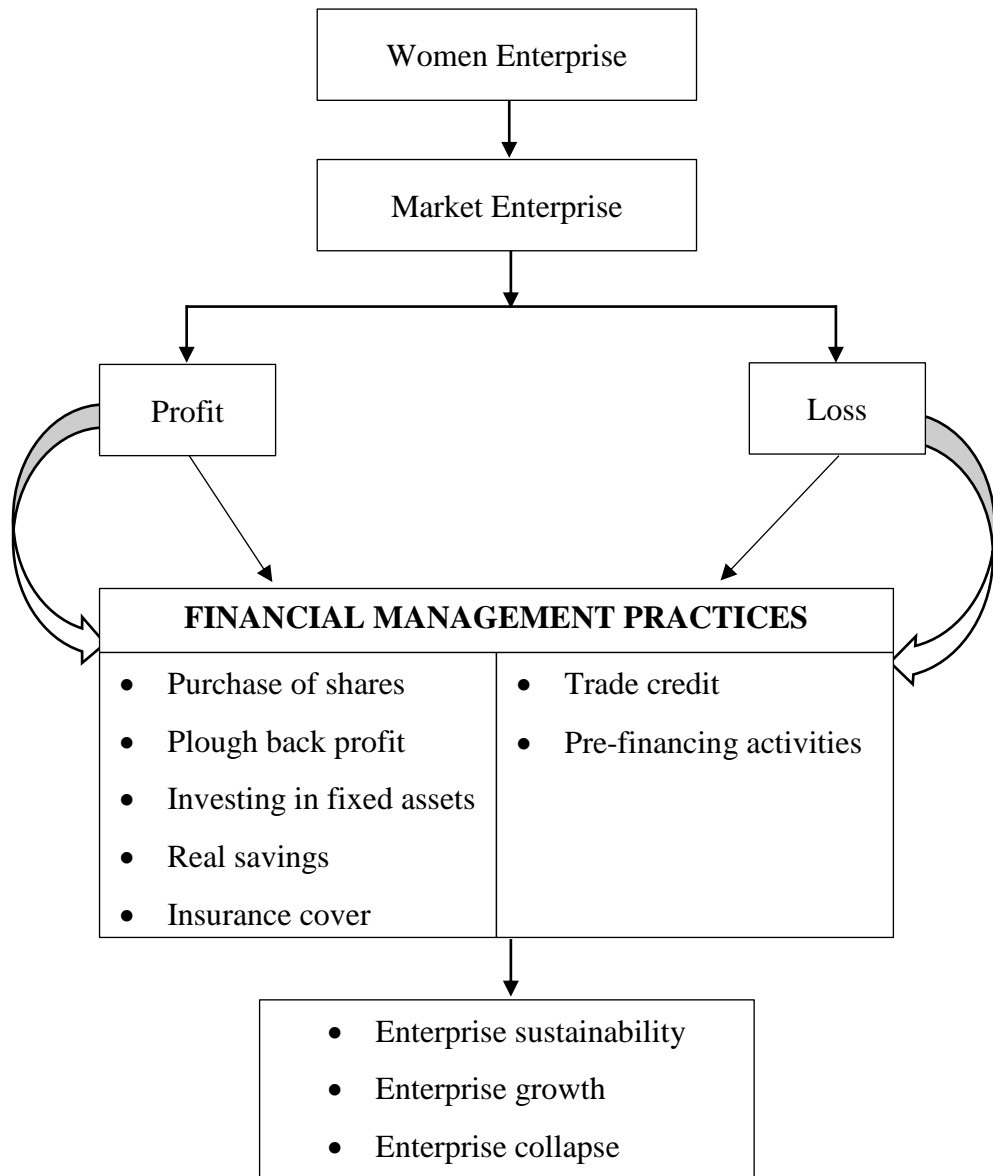 Women Enterprise
Market Enterprise
Profit
Loss
FINANCIAL MANAGEMENT PRACTICES
• Purchase of shares
• Plough back profit
• Investing in fixed assets
• Real savings
• Insurance cover
• Trade credit
• Pre-financing activities
• Enterprise sustainability
• Enterprise growth
• Enterprise collapse